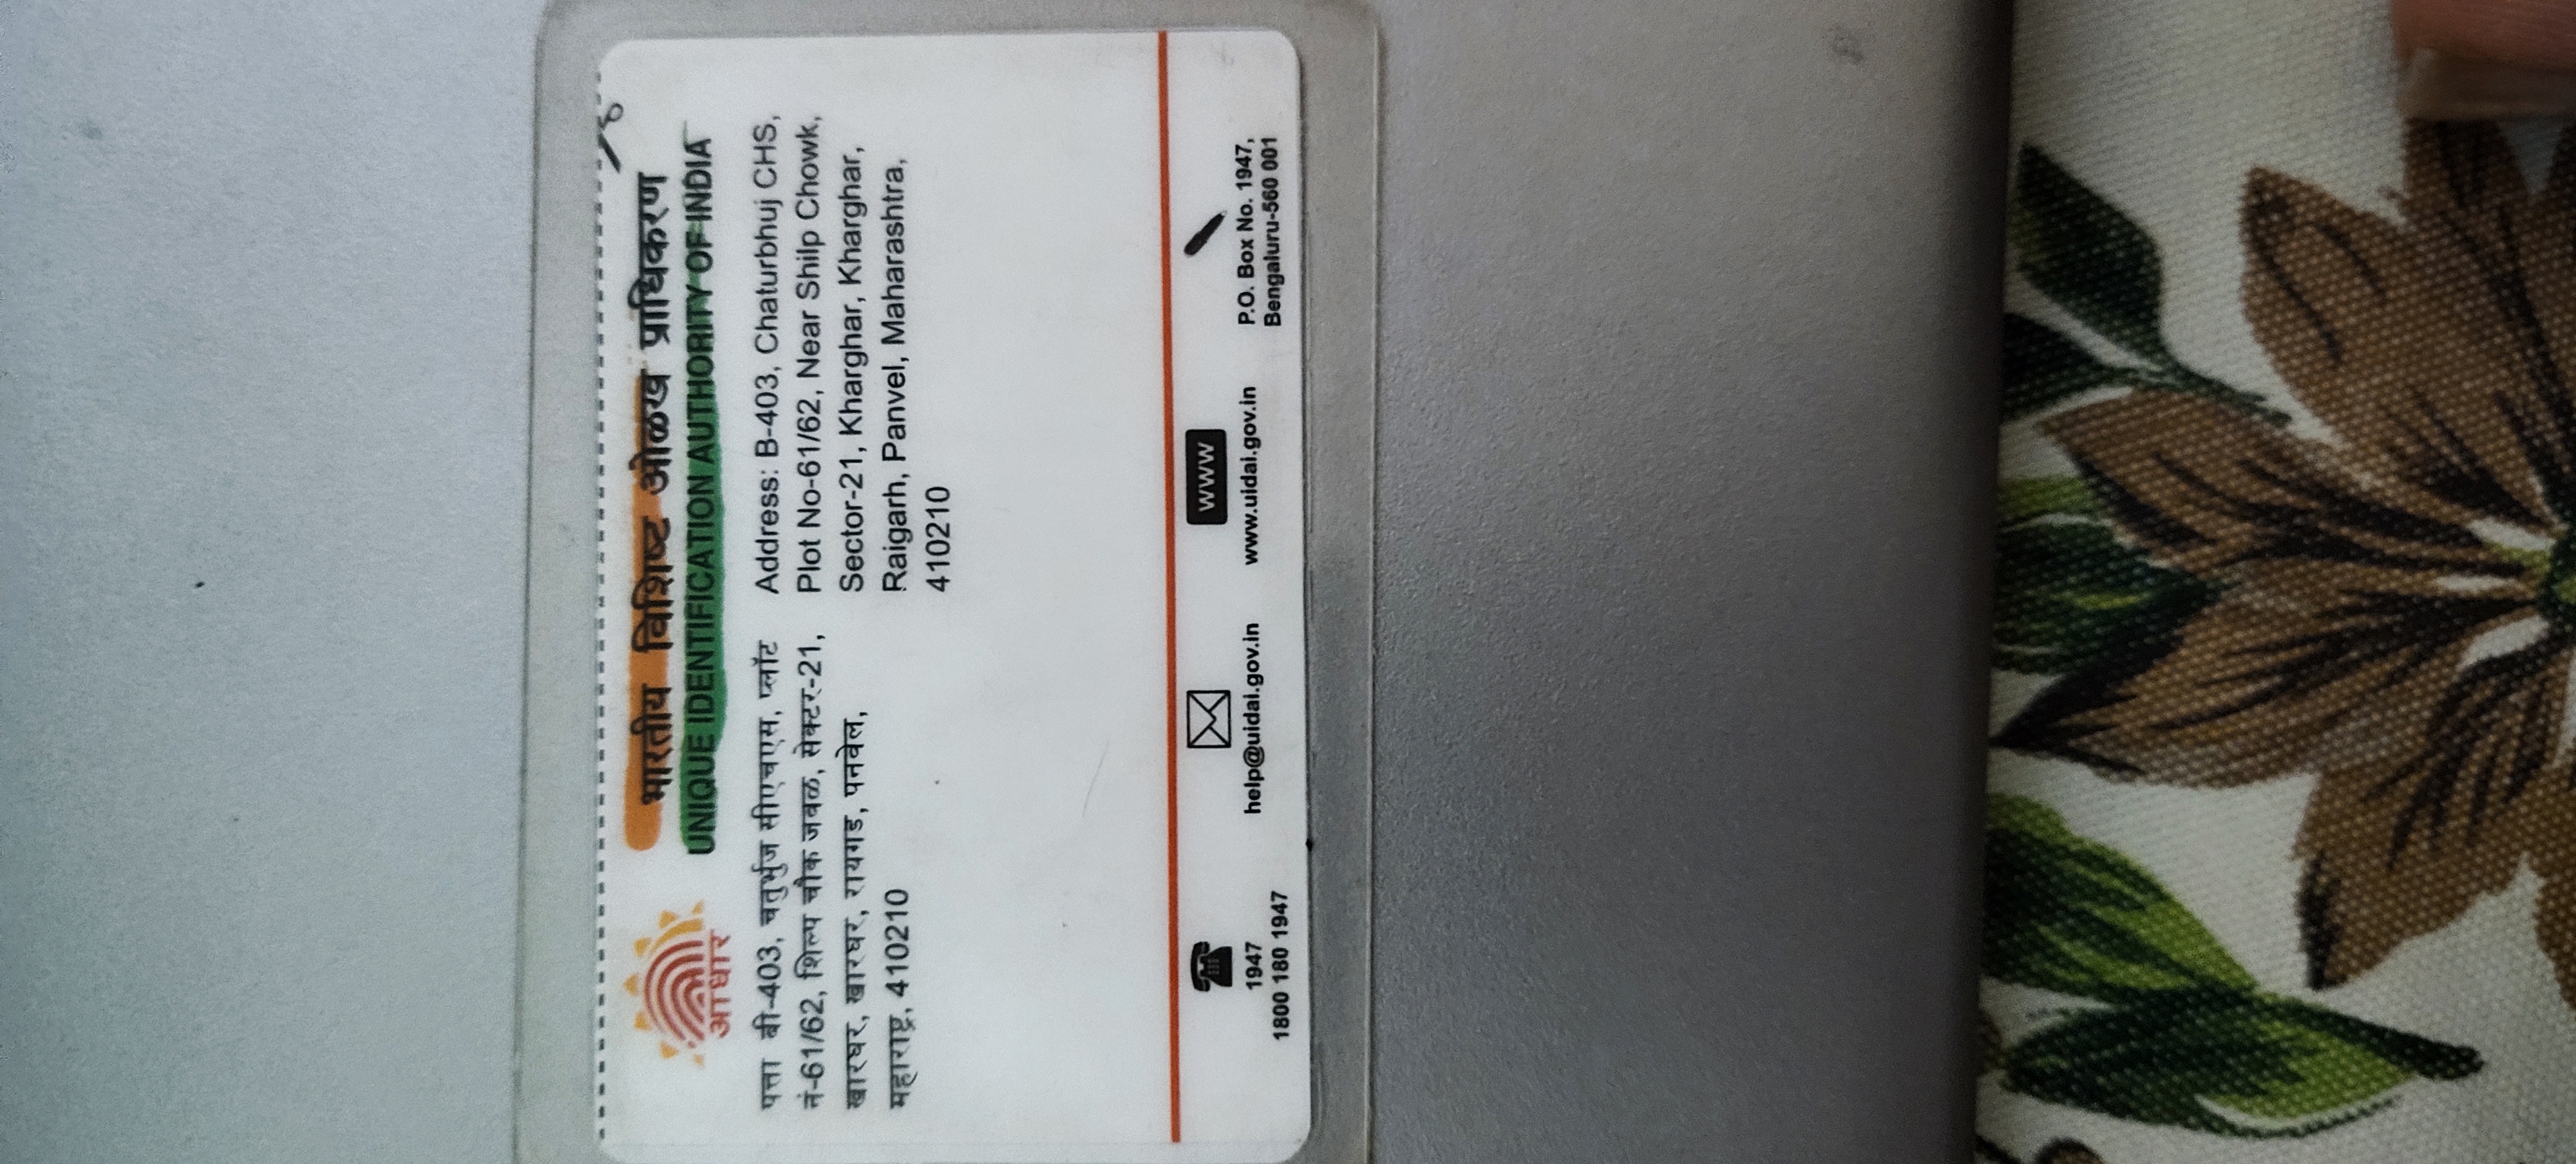 भारतीय विशिष्ट ओळख प्राधिकरण
UNIQUE IDENTIFICATION AUTHORITY OF INDIA
आधार
पत्ता बी-403, चतुर्भुज सीएचएस, प्लॉट
नं-61/62, शिल्प चौक जवळ, सेक्टर-21,
खारघर, खारघर, रायगड, पनवेल,
महाराष्ट्र, 410210
Address: B-403, Chaturbhuj CHS,
Plot No-61/62, Near Shilp Chowk,
Sector-21, Kharghar, Kharghar,
Raigarh, Panvel, Maharashtra,
410210
1947
1800 180 1947
help@uidai.gov.in
WWW
www.uidai.gov.in
P.O. Box No. 1947,
Bengaluru-560 001